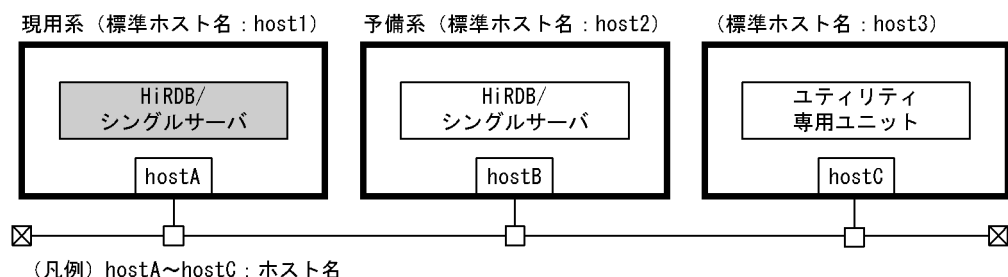 現用系（標準ホスト名：host1）
予備系（標準ホスト名：host2）
（標準ホスト名：host3）
HiRDB/
シングルサーバ
HiRDB/
シングルサーバ
ユティリティ
専用ユニット
hostA
hostB
hostC
（凡例）hostA～hostC：ホスト名